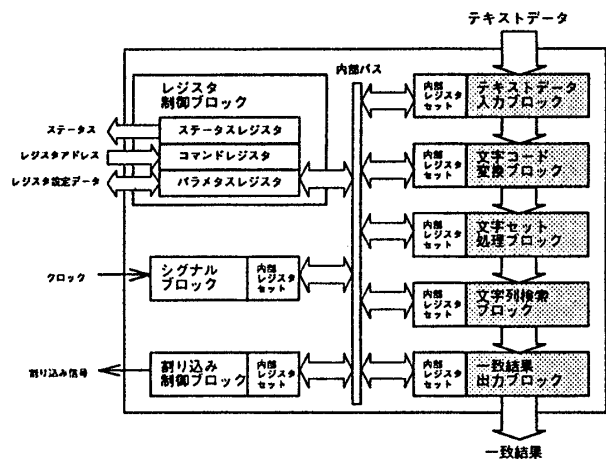 テキストデータ
内部バス
レジスタ
制御ブロック
ステータスレジスタ
コマンドレジスタ
パラメタスレジスタ
ステータス
レジスタアドレス
レジスタ設定データ
クロック
シグナル
ブロック
内部
レジスタ
セット
割り込み信号
割り込み
制御ブロック
内部
レジスタ
セット
内部
レジスタ
セット
テキストデータ
入力ブロック
内部
レジスタ
セット
文字コード
変換ブロック
内部
レジスタ
セット
文字セット
処理ブロック
内部
レジスタ
セット
文字列検索
ブロック
内部
レジスタ
セット
一致結果
出力ブロック
一致結果